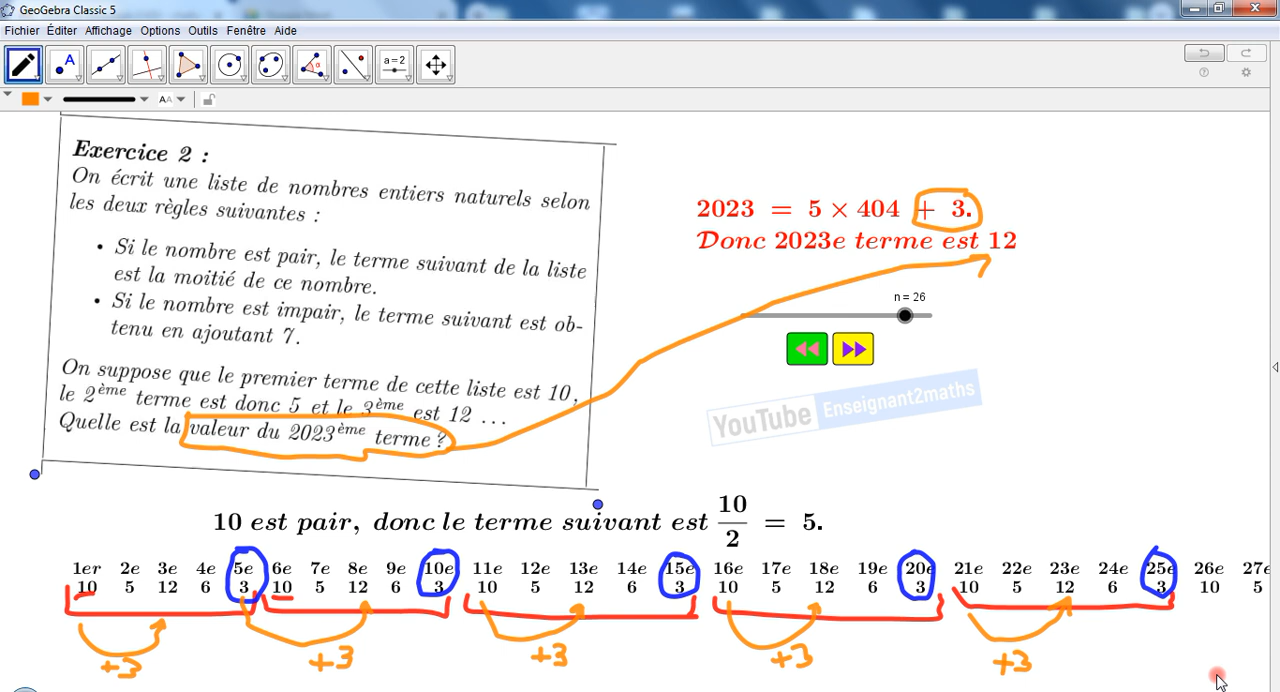 GeoGebra Classic 5
Fichier Éditer Affichage Options Outils Fenêtre Aide
A
a = 2
AA
Exercice 2 :
On écrit une liste de nombres entiers naturels selon
les deux règles suivantes :
• Si le nombre est pair, le terme suivant de la liste
est la moitié de ce nombre.
• Si le nombre est impair, le terme suivant est ob-
tenu en ajoutant 7.
On suppose que le premier terme de cette liste est 10,
le 2ème terme est donc 5 et le 3ème est 12 ...
Quelle est la valeur du 2023ème terme ?
2023 = 5 × 404 + 3.
Donc 2023e terme est 12
n = 26
YouTube Enseignant2maths
10 est pair, donc le terme suivant est 10/2 = 5.
1er 2e 3e 4e 5e 6e 7e 8e 9e 10e 11e 12e 13e 14e 15e 16e 17e 18e 19e 20e 21e 22e 23e 24e 25e 26e 27e
10 5 12 6 3 10 5 12 6 3 10 5 12 6 3 10 5 12 6 3 10 5 12 6 3 10 5
+3 +3 +3 +3 +3